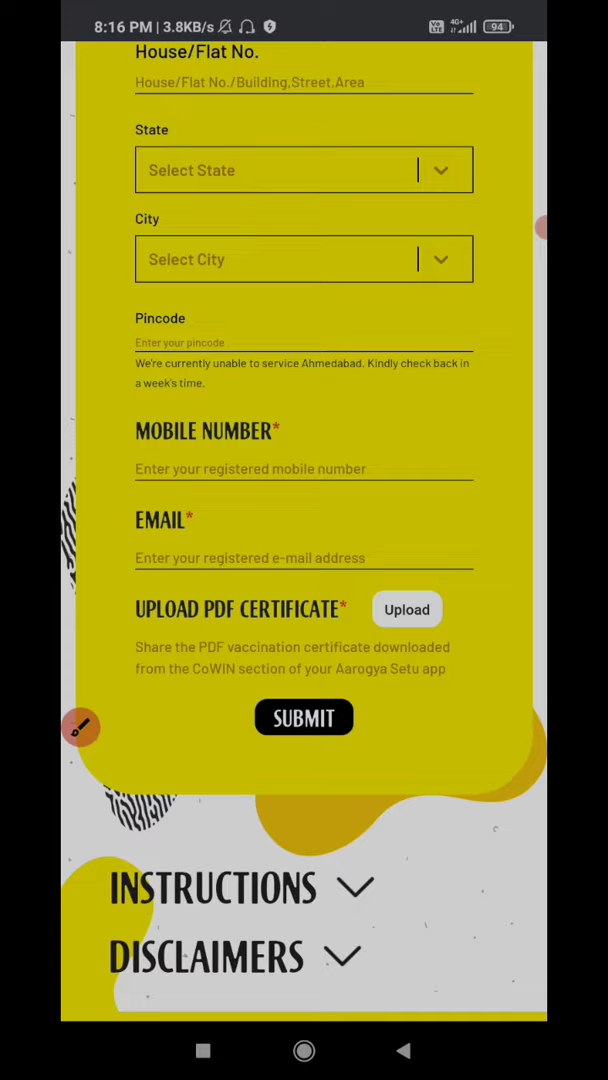 8:16 PM | 3.8KB/s
Vo LTE 4G+ 94
House/Flat No.
House/Flat No./Building,Street,Area
State
Select State
City
Select City
Pincode
Enter your pincode
We're currently unable to service Ahmedabad. Kindly check back in
a week's time.
MOBILE NUMBER*
Enter your registered mobile number
EMAIL*
Enter your registered e-mail address
UPLOAD PDF CERTIFICATE* Upload
Share the PDF vaccination certificate downloaded
from the CoWIN section of your Aarogya Setu app
SUBMIT
INSTRUCTIONS
DISCLAIMERS